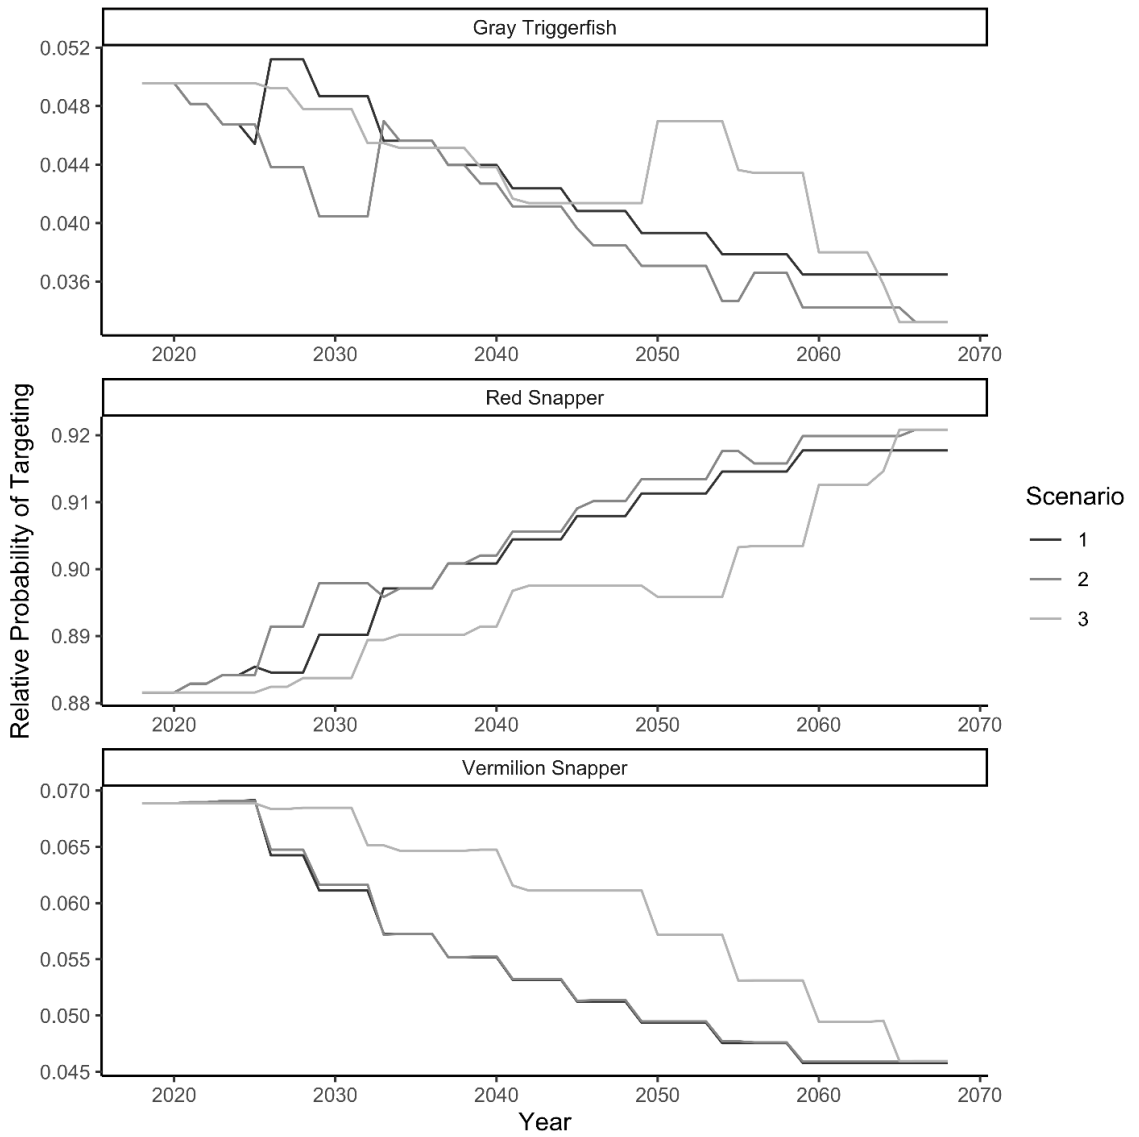 Gray Triggerfish
0.052
0.048
0.044
0.040
0.036
2020 2030 2040 2050 2060 2070
Red Snapper
0.92
0.91
0.90
0.89
0.88
2020 2030 2040 2050 2060 2070
Vermilion Snapper
0.070
0.065
0.060
0.055
0.050
0.045
2020 2030 2040 2050 2060 2070
Year
Relative Probability of Targeting
Scenario
1
2
3